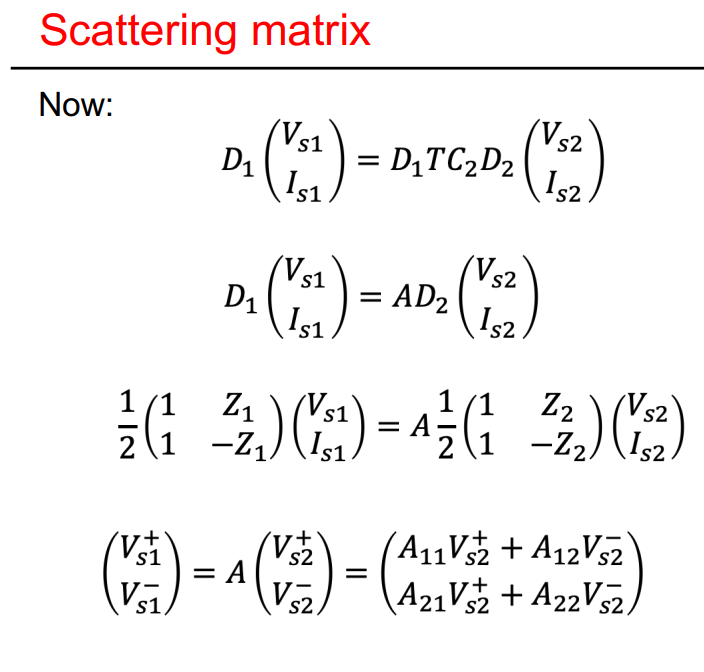 Scattering matrix
Now:
$D_1 \begin{pmatrix} V_{s1} \\ I_{s1} \end{pmatrix} = D_1 T C_2 D_2 \begin{pmatrix} V_{s2} \\ I_{s2} \end{pmatrix}$
$D_1 \begin{pmatrix} V_{s1} \\ I_{s1} \end{pmatrix} = A D_2 \begin{pmatrix} V_{s2} \\ I_{s2} \end{pmatrix}$
$\frac{1}{2} \begin{pmatrix} 1 & Z_1 \\ 1 & -Z_1 \end{pmatrix} \begin{pmatrix} V_{s1} \\ I_{s1} \end{pmatrix} = A \frac{1}{2} \begin{pmatrix} 1 & Z_2 \\ 1 & -Z_2 \end{pmatrix} \begin{pmatrix} V_{s2} \\ I_{s2} \end{pmatrix}$
$\begin{pmatrix} V_{s1}^+ \\ V_{s1}^- \end{pmatrix} = A \begin{pmatrix} V_{s2}^+ \\ V_{s2}^- \end{pmatrix} = \begin{pmatrix} A_{11} V_{s2}^+ + A_{12} V_{s2}^- \\ A_{21} V_{s2}^+ + A_{22} V_{s2}^- \end{pmatrix}$